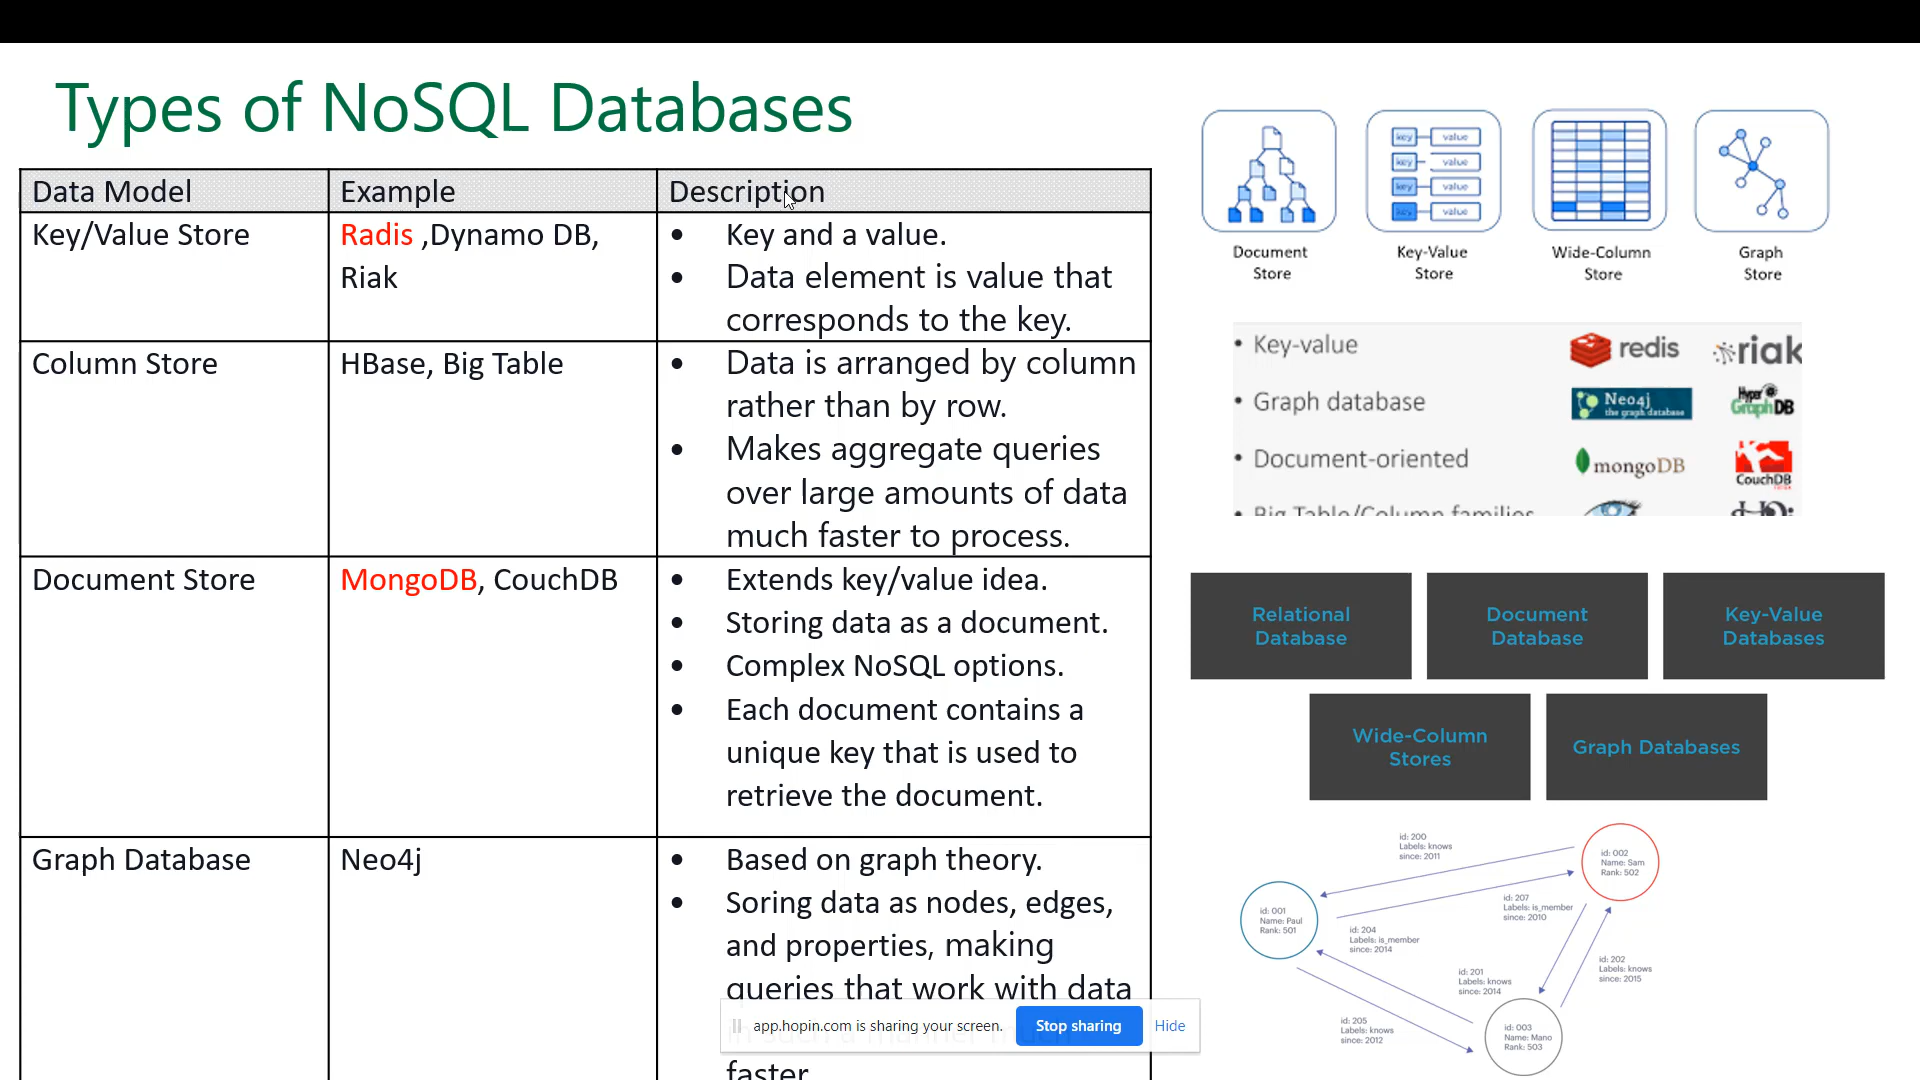 Types of NoSQL Databases
Data Model
Example
Description
Key/Value Store
Radis ,Dynamo DB,
Riak
• Key and a value.
• Data element is value that
corresponds to the key.
Column Store
HBase, Big Table
• Data is arranged by column
rather than by row.
• Makes aggregate queries
over large amounts of data
much faster to process.
Document Store
MongoDB, CouchDB
• Extends key/value idea.
• Storing data as a document.
• Complex NoSQL options.
• Each document contains a
unique key that is used to
retrieve the document.
Graph Database
Neo4j
• Based on graph theory.
• Soring data as nodes, edges,
and properties, making
queries that work with data
faster
app.hopin.com is sharing your screen.
Stop sharing
Hide
key value
key value
key value
key value
Document
Store
Key-Value
Store
Wide-Column
Store
Graph
Store
• Key-value
redis
riak
• Graph database
Neo4j
the graph database
Hyper
GraphDB
• Document-oriented
mongoDB
CouchDB
• Big Table/Column families
Relational
Database
Document
Database
Key-Value
Databases
Wide-Column
Stores
Graph Databases
id: 200
Labels: knows
since: 2011
id: 002
Name: Sam
Rank: 502
id: 001
Name: Paul
Rank: 501
id: 207
Labels: is_member
since: 2010
id: 204
Labels: is_member
since: 2014
id: 201
Labels: knows
since: 2014
id: 202
Labels: knows
since: 2015
id: 205
Labels: knows
since: 2012
id: 003
Name: Mano
Rank: 503